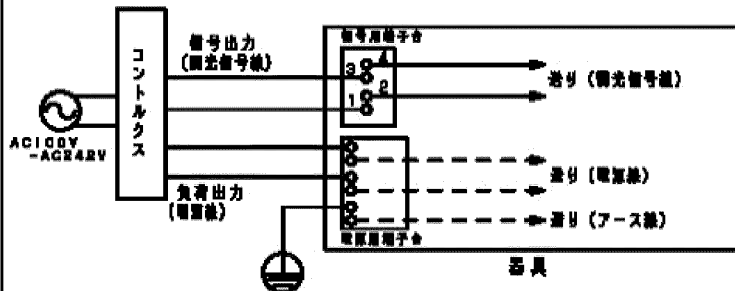 信号用端子台
信号出力
(調光信号線)
コントルクス
3
4
1
2
送り (調光信号線)
AC100V
-AC242V
負荷出力
(電源線)
送り (電源線)
送り (アース線)
電源用端子台
器具